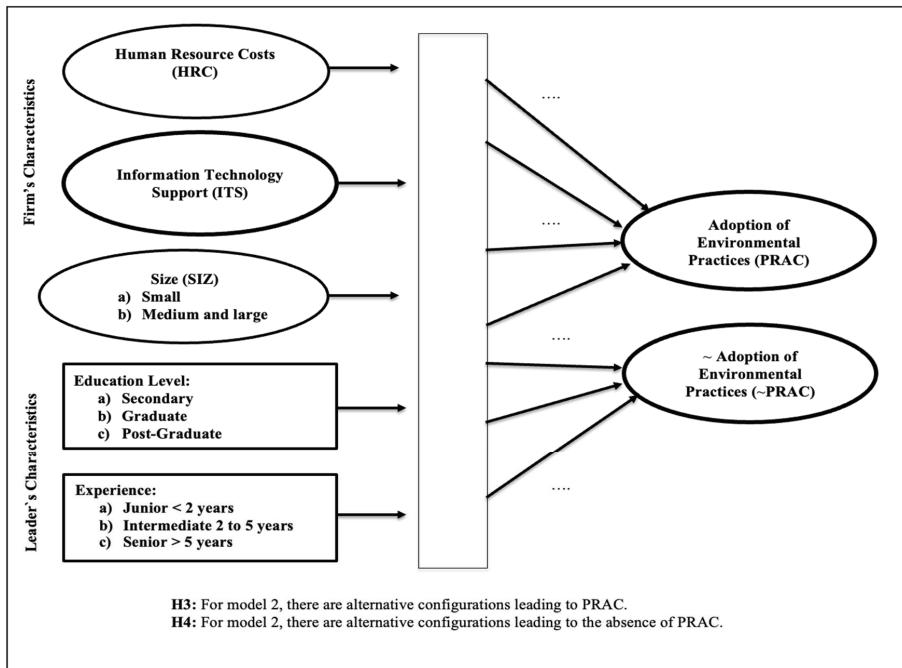 Firm's Characteristics
Human Resource Costs
(HRC)
Information Technology
Support (ITS)
Size (SIZ)
a) Small
b) Medium and large
Leader`s Characteristics
Education Level:
a) Secondary
b) Graduate
c) Post-Graduate
Experience:
a) Junior < 2 years
b) Intermediate 2 to 5 years
c) Senior > 5 years
....
....
....
....
Adoption of
Environmental
Practices (PRAC)
~ Adoption of
Environmental
Practices (~PRAC)
H3: For model 2, there are alternative configurations leading to PRAC.
H4: For model 2, there are alternative configurations leading to the absence of PRAC.